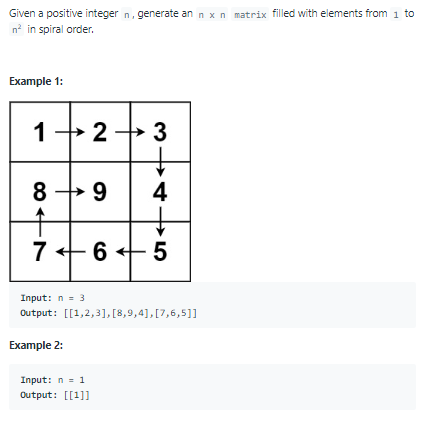 Given a positive integer n, generate an n x n matrix filled with elements from 1 to
n² in spiral order.
Example 1:
1 2 3
8 9 4
7 6 5
Input: n = 3
Output: [[1,2,3],[8,9,4],[7,6,5]]
Example 2:
Input: n = 1
Output: [[1]]